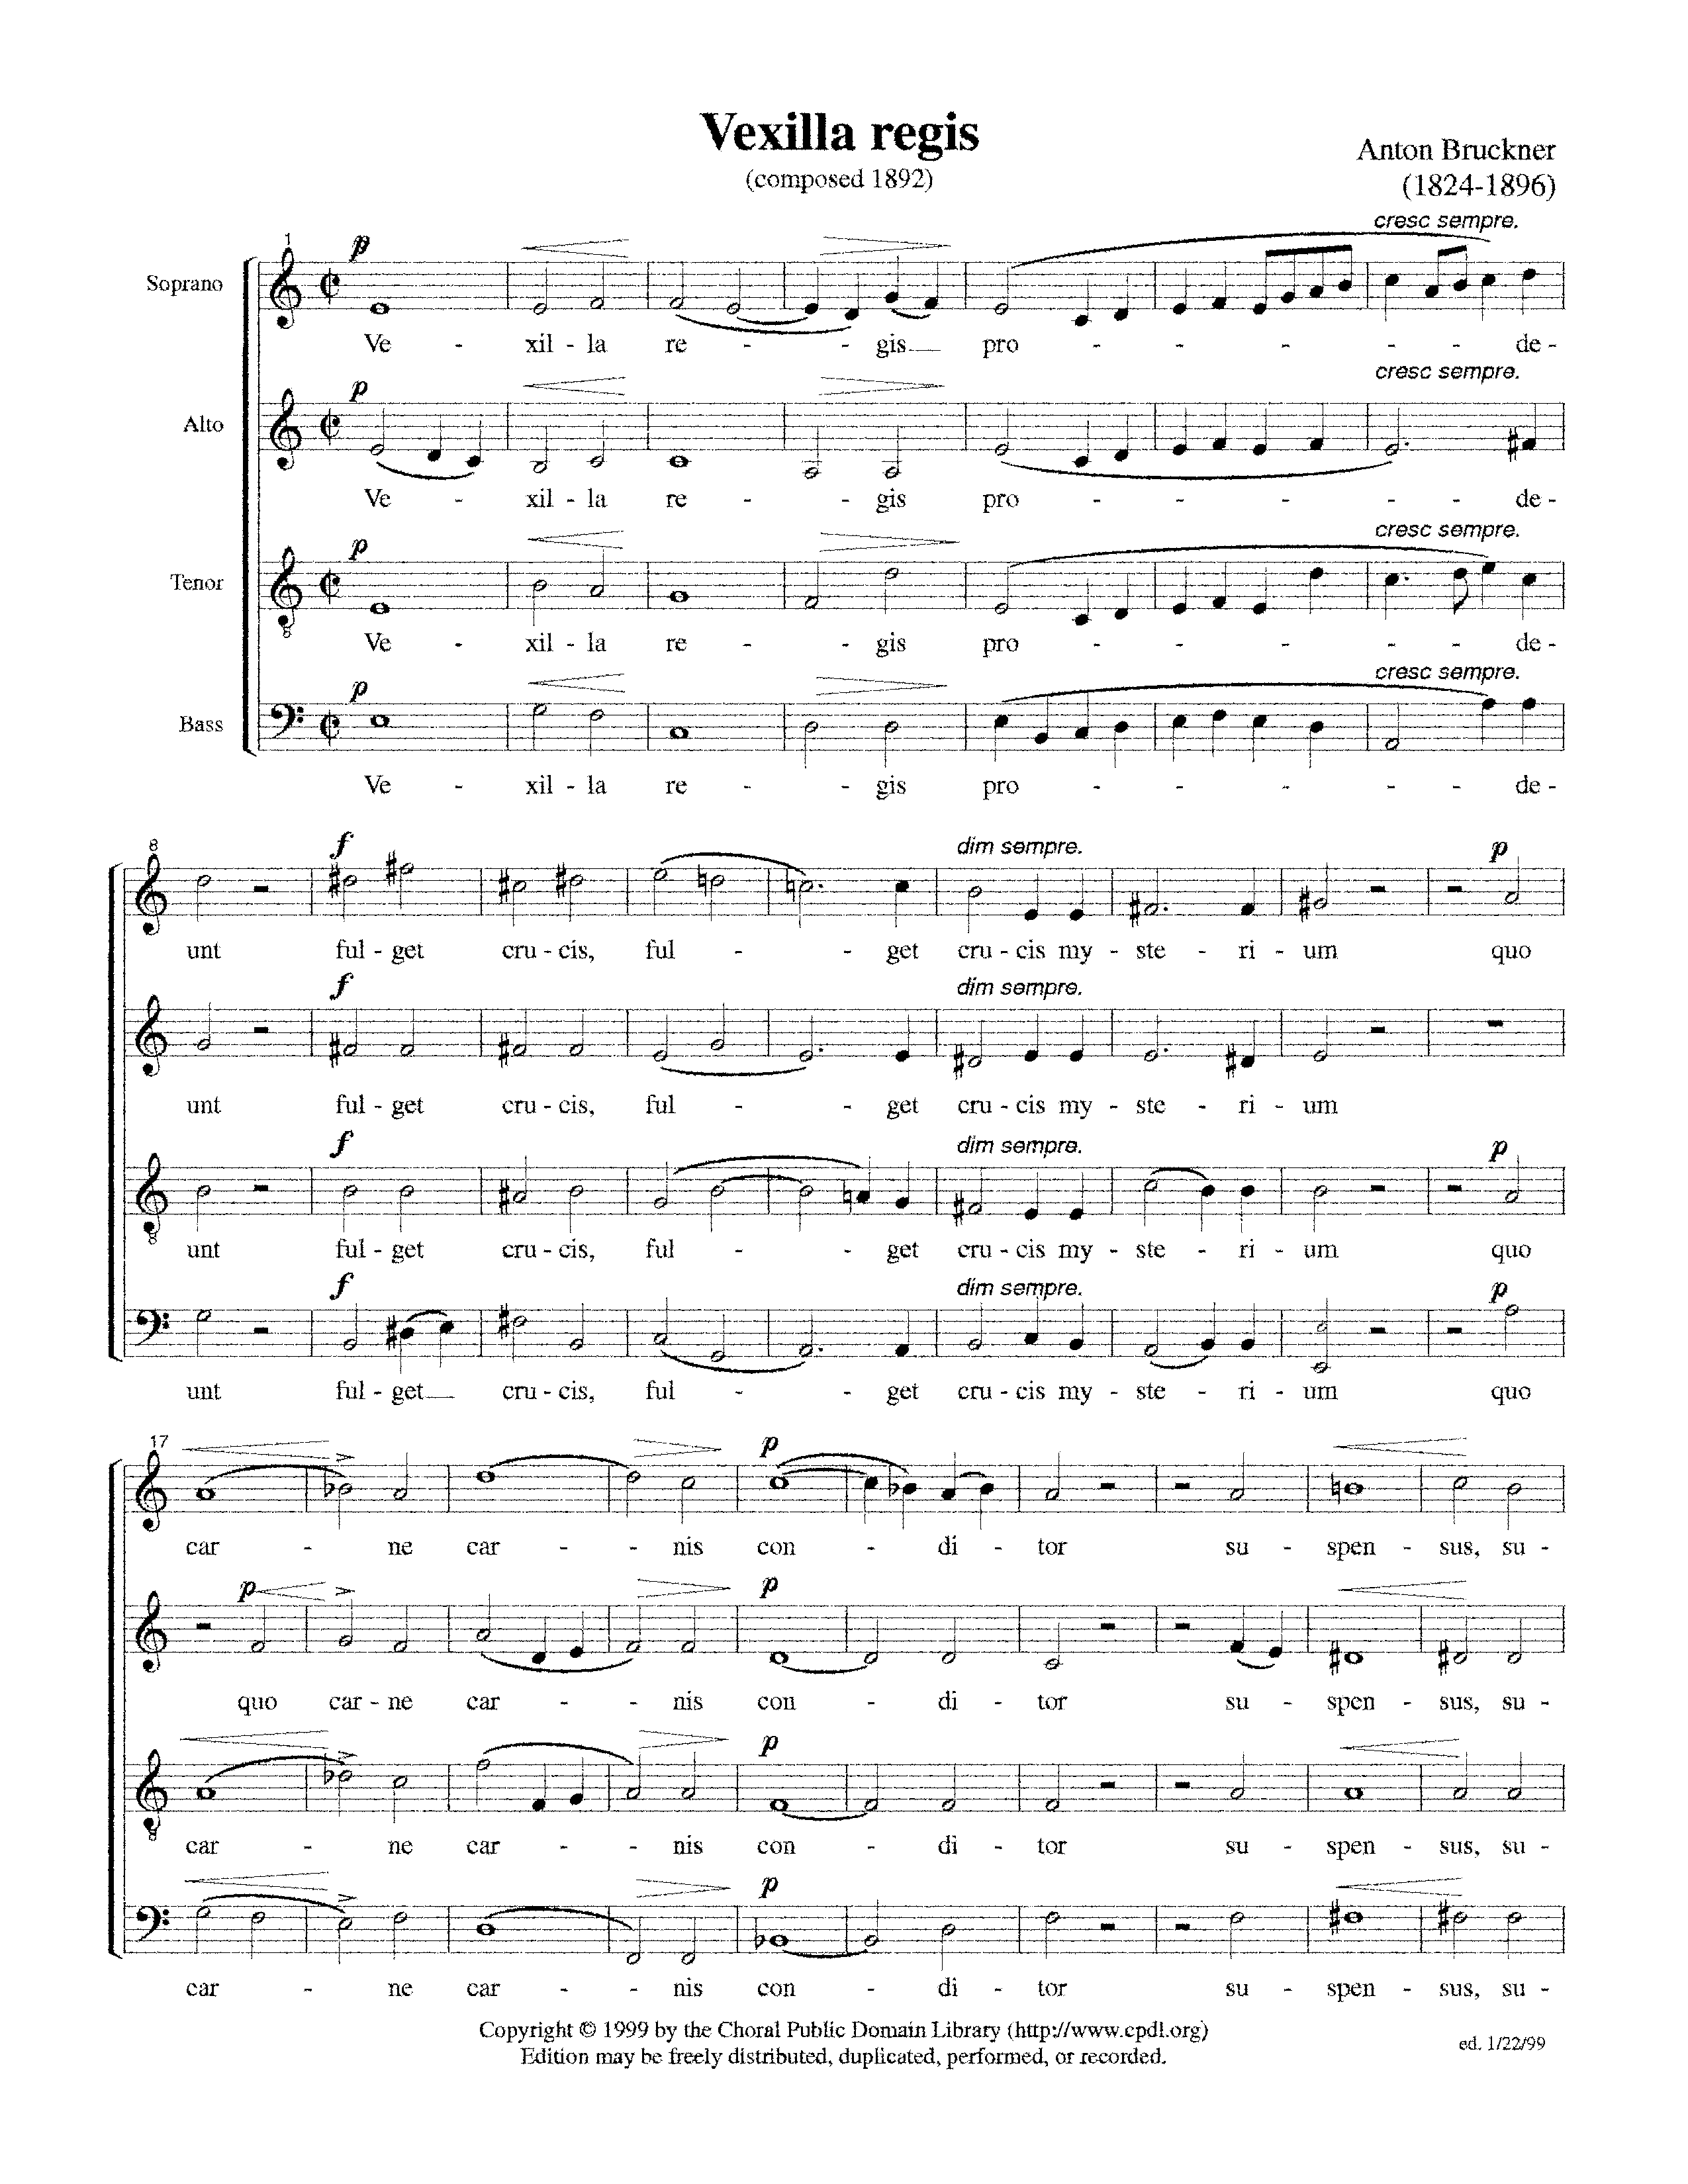 Vexilla regis
(composed 1892)
Anton Bruckner
(1824-1896)
cresc sempre.
1
p
Soprano
Ve - xil - la re - - gis pro - - - - - de -
cresc sempre.
p
Alto
Ve - xil - la re - - gis pro - - - - - de -
cresc sempre.
p
Tenor
Ve - xil - la re - - gis pro - - - - - de -
cresc sempre.
p
Bass
Ve - xil - la re - - gis pro - - - - - de -
8
f dim sempre. p
unt ful - get cru - cis, ful - - get cru - cis my - ste - ri - um quo
f dim sempre.
unt ful - get cru - cis, ful - - get cru - cis my - ste - ri - um
f dim sempre. p
unt ful - get cru - cis, ful - - get cru - cis my - ste - ri - um quo
f dim sempre. p
unt ful - get cru - cis, ful - - get cru - cis my - ste - ri - um quo
17
p
car - ne car - - nis con - di - tor su - spen - sus, su -
p p
quo car - ne car - - nis con - di - tor su - spen - sus, su -
p
car - ne car - - nis con - di - tor su - spen - sus, su -
p
car - ne car - - nis con - di - tor su - spen - sus, su -
Copyright © 1999 by the Choral Public Domain Library (http://www.cpdl.org)
Edition may be freely distributed, duplicated, performed, or recorded.
ed. 1/22/99